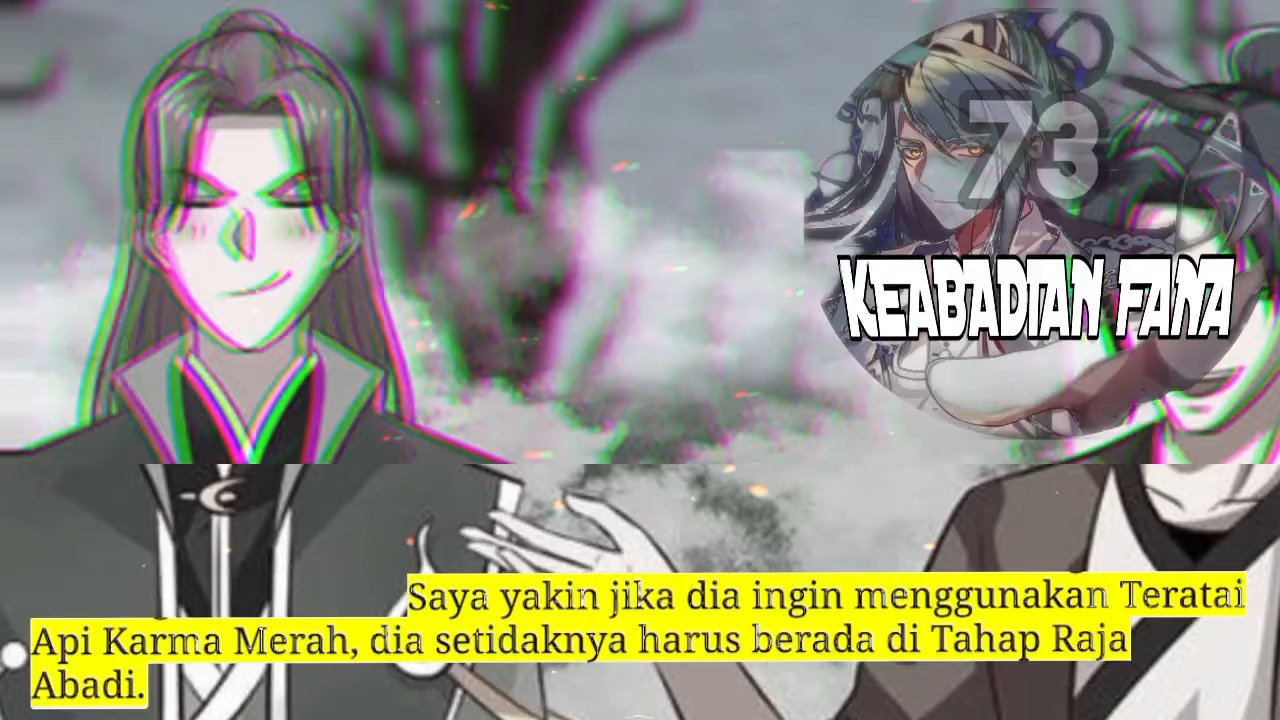 73
KEABADIAN FANA
Saya yakin jika dia ingin menggunakan Teratai
Api Karma Merah, dia setidaknya harus berada di Tahap Raja
Abadi.